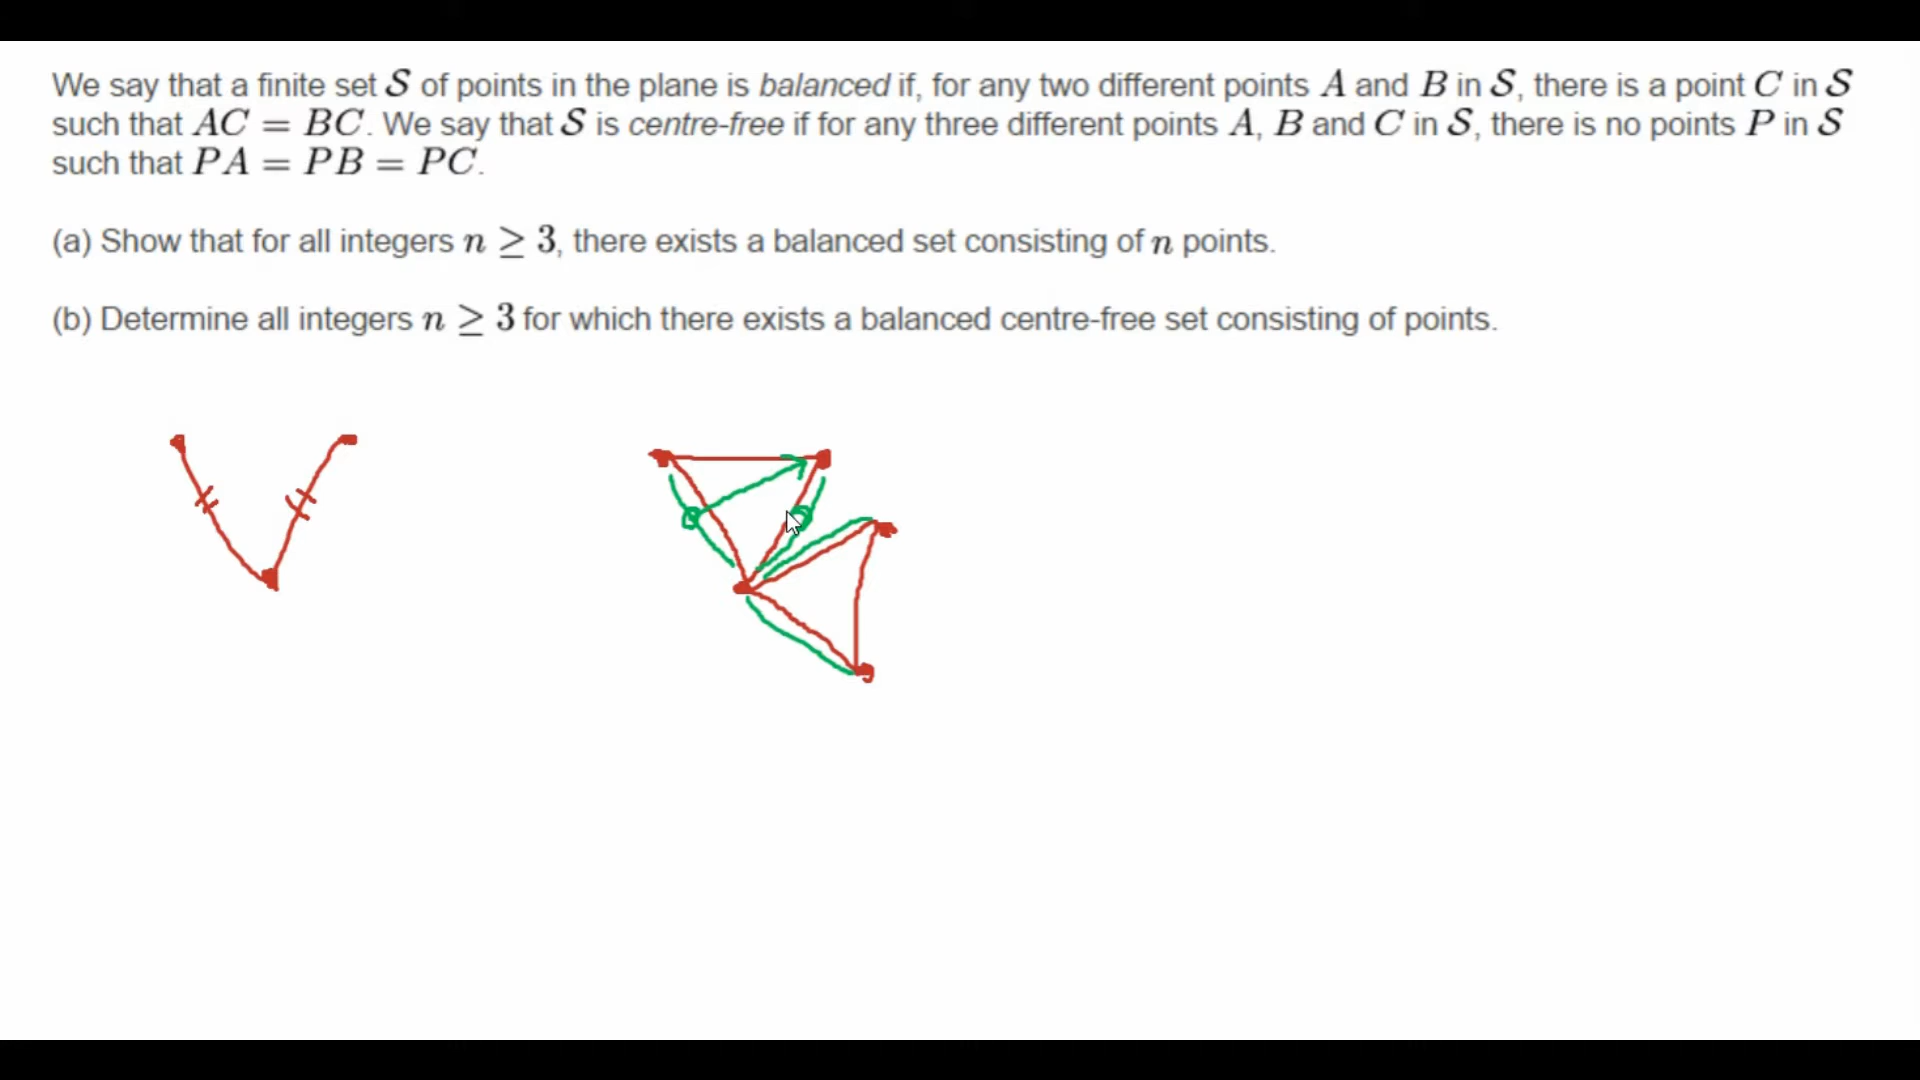 We say that a finite set 𝒮 of points in the plane is balanced if, for any two different points A and B in 𝒮, there is a point C in 𝒮
such that AC = BC. We say that 𝒮 is centre-free if for any three different points A, B and C in 𝒮, there is no points P in 𝒮
such that PA = PB = PC.
(a) Show that for all integers n ≥ 3, there exists a balanced set consisting of n points.
(b) Determine all integers n ≥ 3 for which there exists a balanced centre-free set consisting of points.